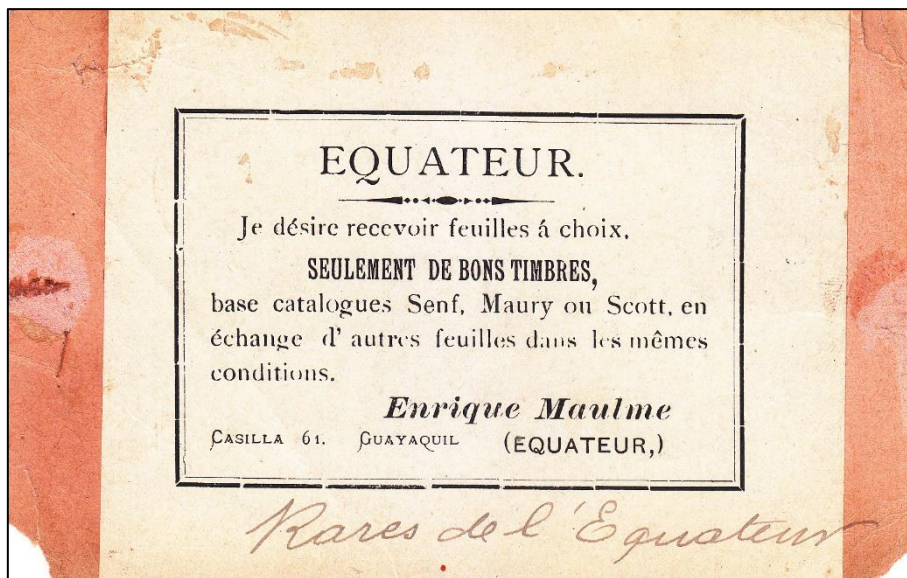 EQUATEUR.
Je désire recevoir feuilles á choix,
SEULEMENT DE BONS TIMBRES,
base catalogues Senf, Maury ou Scott, en
échange d' autres feuilles dans les mêmes
conditions.
Enrique Maulme
CASILLA 61. GUAYAQUIL (EQUATEUR,)
Rares de l'Equateur